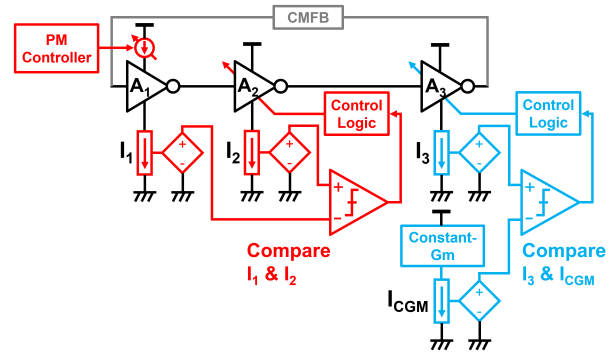 CMFB
PM
Controller
A1
A2
A3
Control
Logic
Control
Logic
I1
I2
I3
+
-
+
-
+
-
+
−
+
−
Compare
I1 & I2
Constant-
Gm
Compare
I3 & ICGM
ICGM
+
-